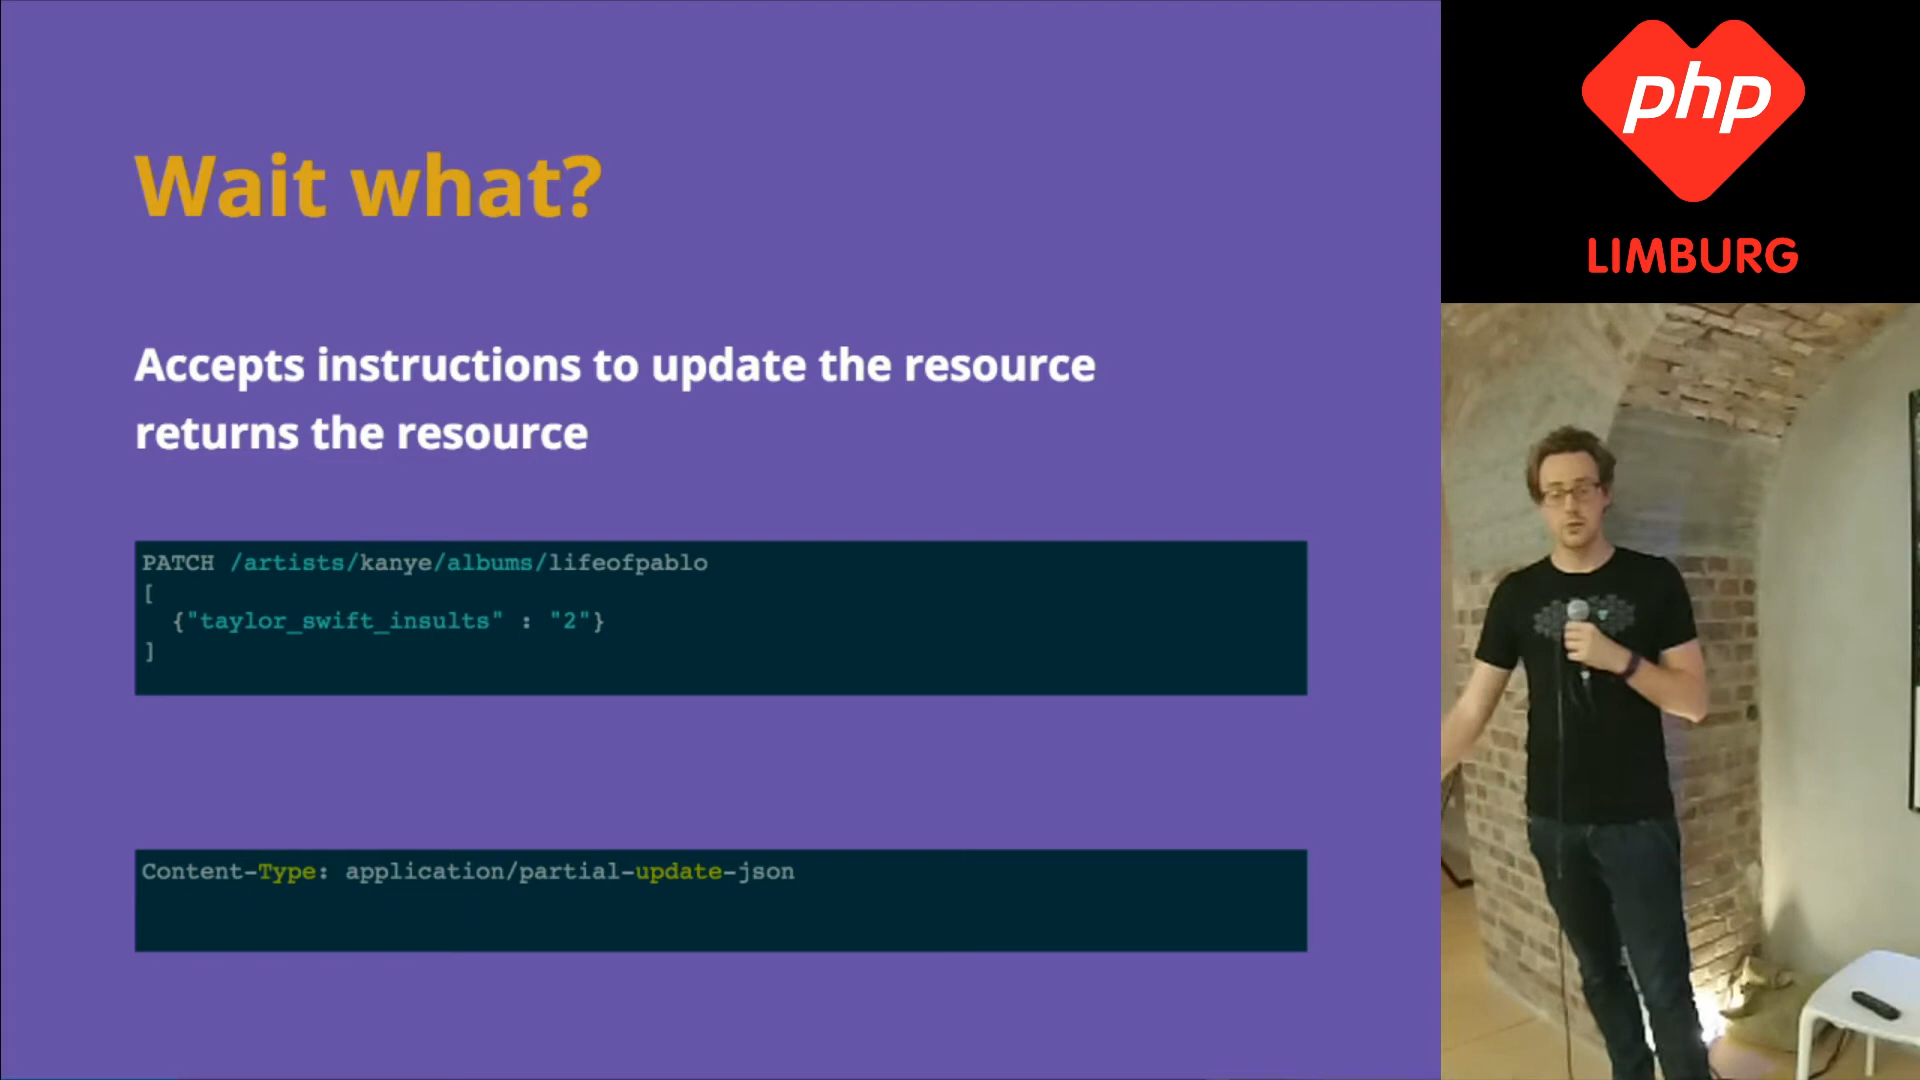 Wait what?
Accepts instructions to update the resource
returns the resource
PATCH /artists/kanye/albums/lifeofpablo
[
{"taylor_swift_insults" : "2"}
]
Content-Type: application/partial-update-json
php
LIMBURG